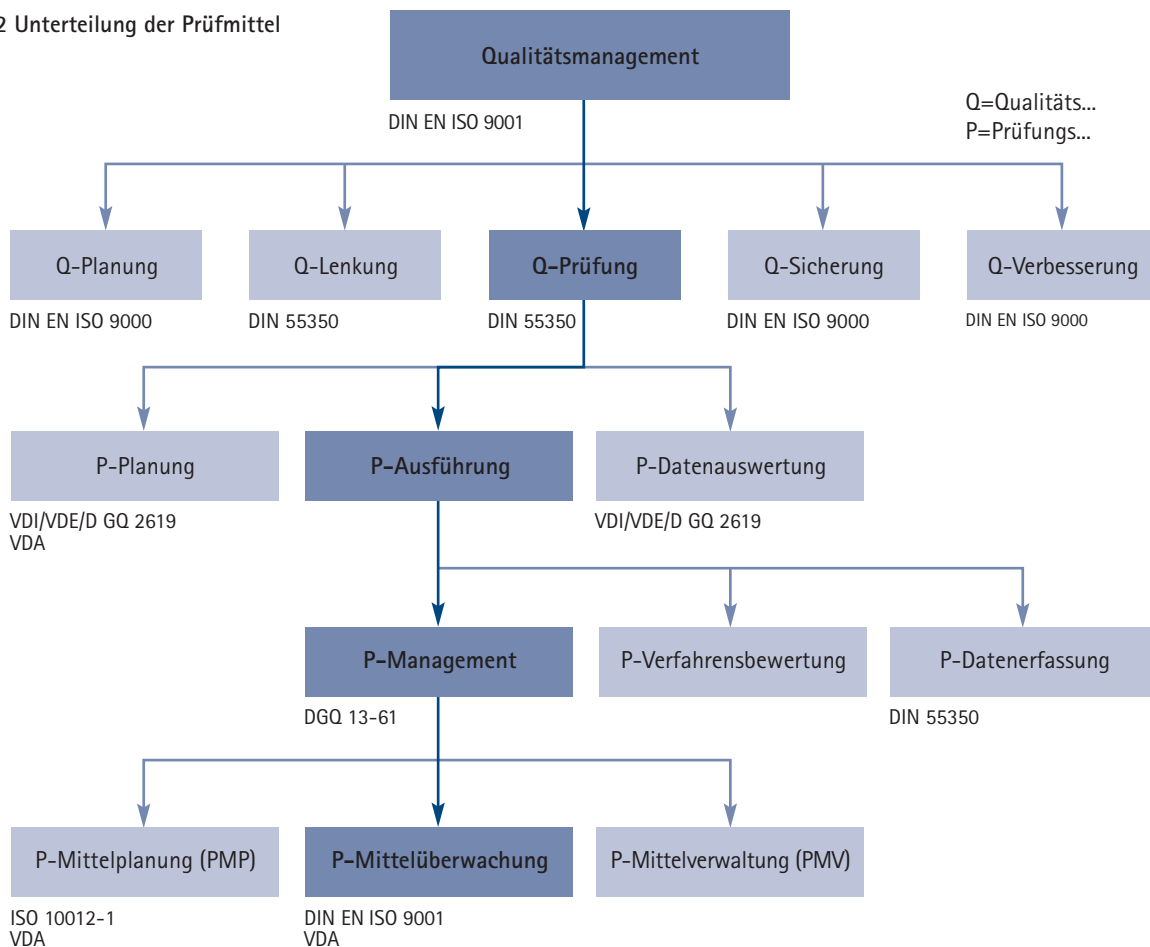 2 Unterteilung der Prüfmittel
Qualitätsmanagement
DIN EN ISO 9001
Q=Qualitäts...
P=Prüfungs...
Q-Planung
Q-Lenkung
Q-Prüfung
Q-Sicherung
Q-Verbesserung
DIN EN ISO 9000
DIN 55350
DIN 55350
DIN EN ISO 9000
DIN EN ISO 9000
P-Planung
P-Ausführung
P-Datenauswertung
VDI/VDE/D GQ 2619
VDA
VDI/VDE/D GQ 2619
P-Management
P-Verfahrensbewertung
P-Datenerfassung
DGQ 13-61
DIN 55350
P-Mittelplanung (PMP)
P-Mittelüberwachung
P-Mittelverwaltung (PMV)
ISO 10012-1
VDA
DIN EN ISO 9001
VDA